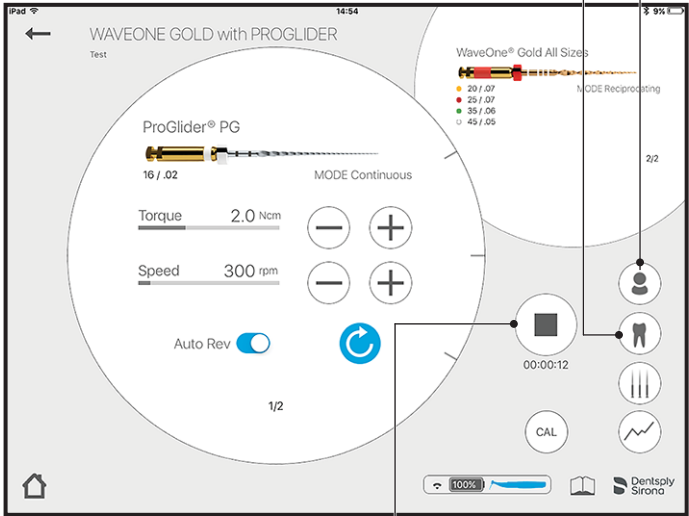 iPad 14:54 9%
WAVEONE GOLD with PROGLIDER
Test
WaveOne® Gold All Sizes
20 / .07 MODE Reciprocating
25 / .07
35 / .06
45 / .05
2/2
ProGlider® PG
16 / .02 MODE Continuous
Torque 2.0 Ncm
Speed 300 rpm
Auto Rev
1/2
00:00:12
CAL
100%
Dentsply
Sirona